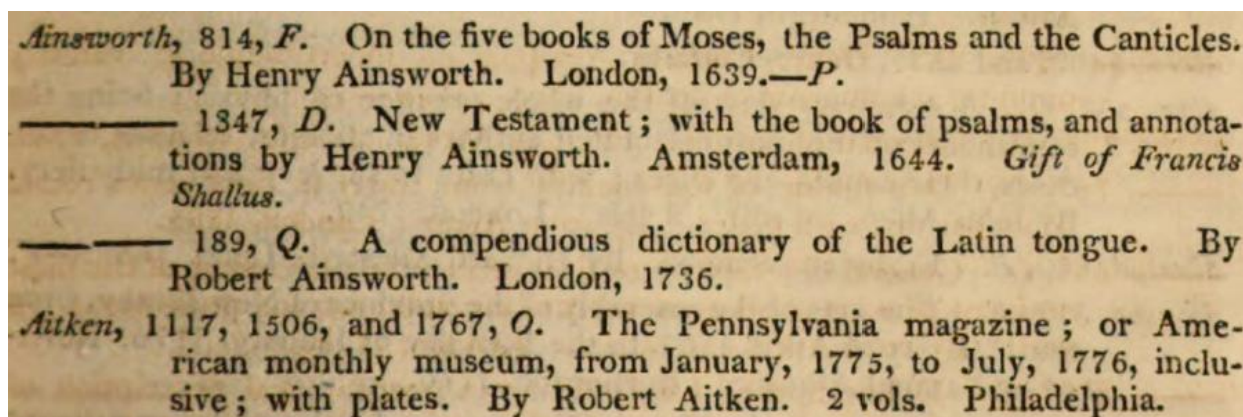 Ainsworth, 814, F. On the five books of Moses, the Psalms and the Canticles.
By Henry Ainsworth. London, 1639.—P.
—— 1347, D. New Testament; with the book of psalms, and annota-
tions by Henry Ainsworth. Amsterdam, 1644. Gift of Francis
Shallus.
—— 189, Q. A compendious dictionary of the Latin tongue. By
Robert Ainsworth. London, 1736.
Aitken, 1117, 1506, and 1767, O. The Pennsylvania magazine; or Ame-
rican monthly museum, from January, 1775, to July, 1776, inclu-
sive; with plates. By Robert Aitken. 2 vols. Philadelphia.